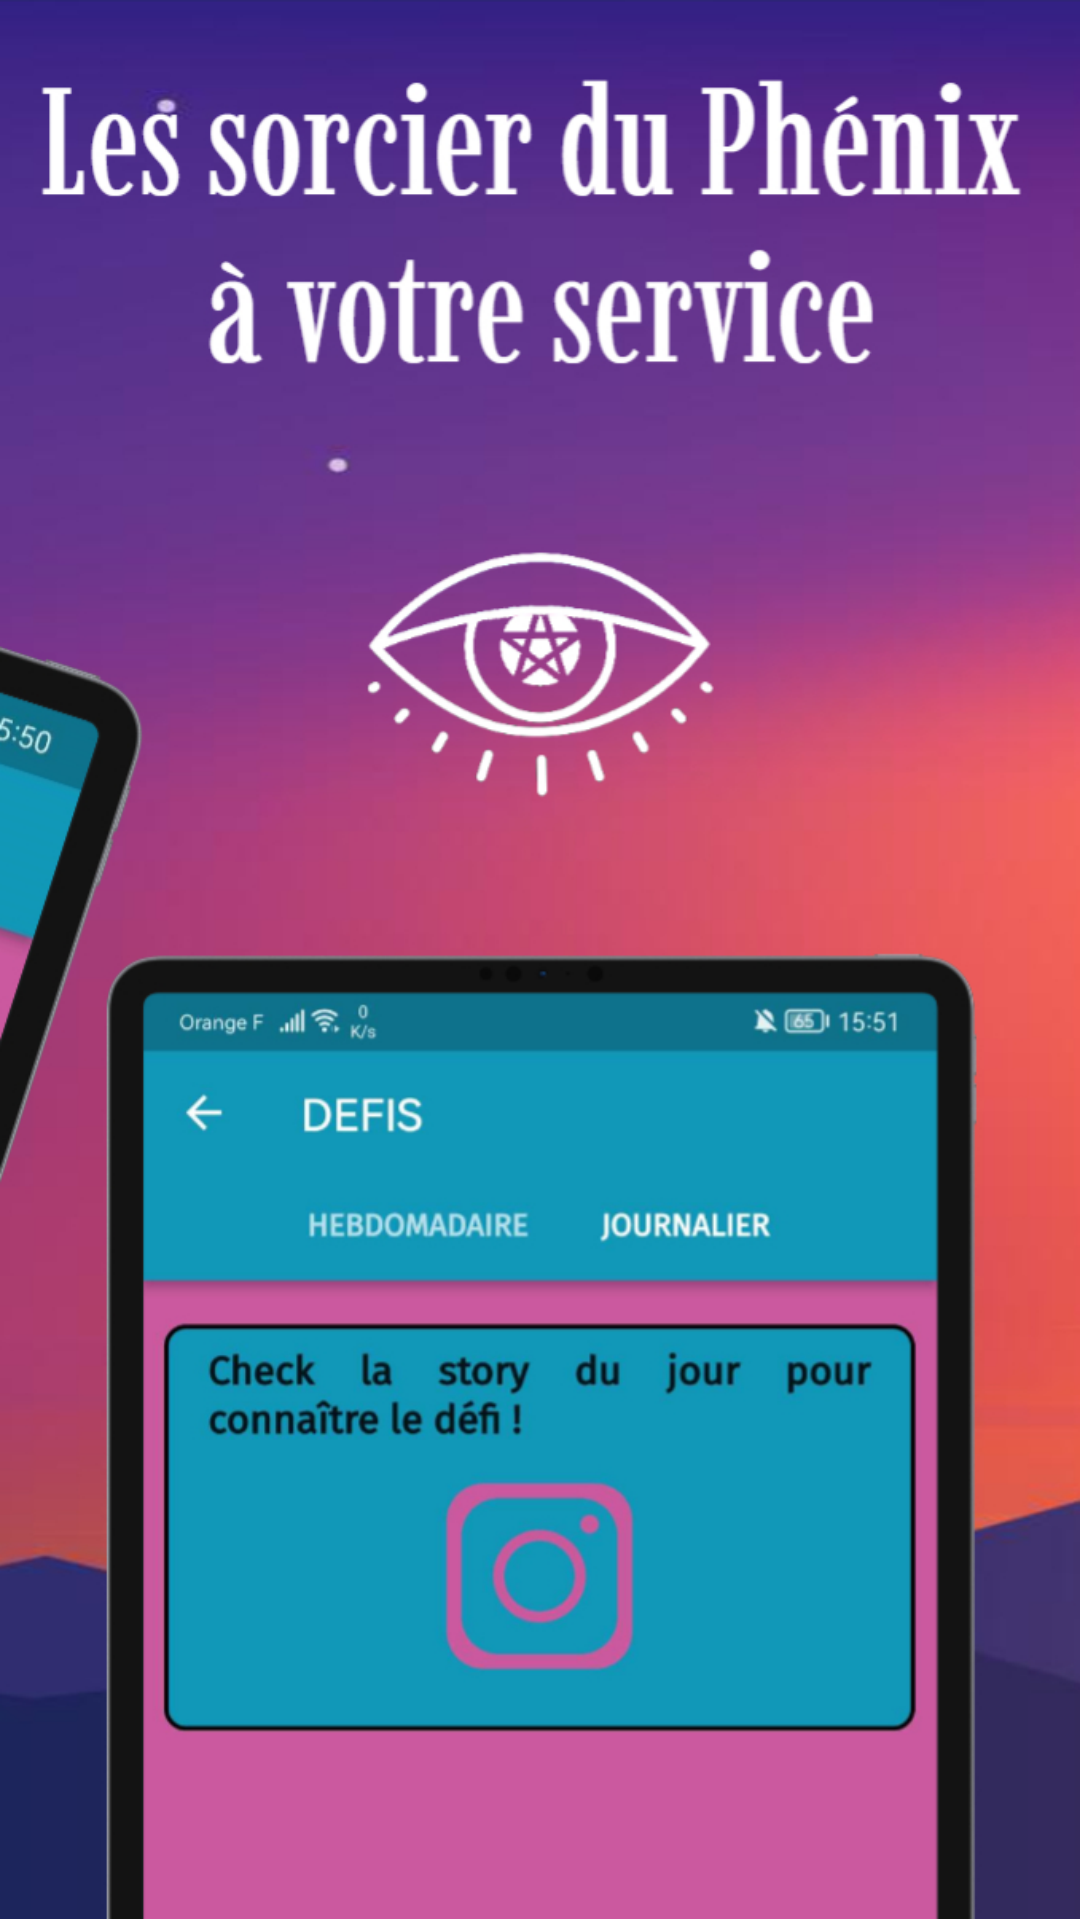 Les sorcier du Phénix
à votre service
5:50
Orange F 0 K/s 65 15:51
DEFIS
HEBDOMADAIRE JOURNALIER
Check la story du jour pour
connaître le défi !